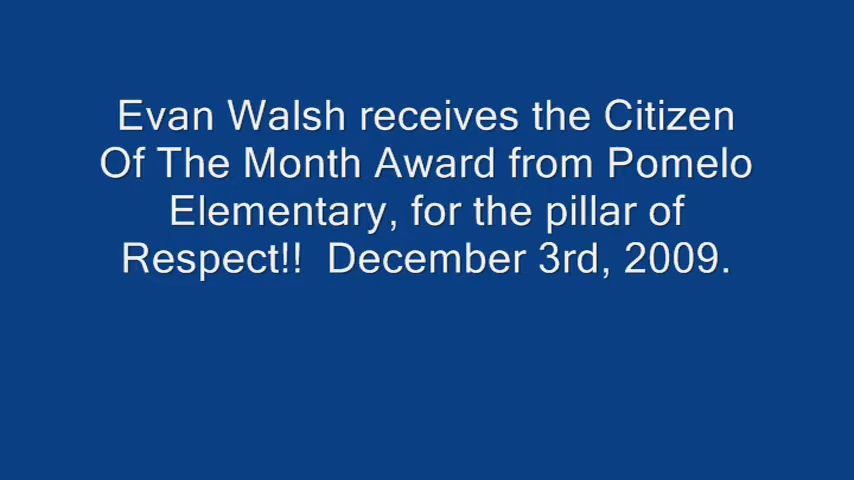 Evan Walsh receives the Citizen
Of The Month Award from Pomelo
Elementary, for the pillar of
Respect!!  December 3rd, 2009.